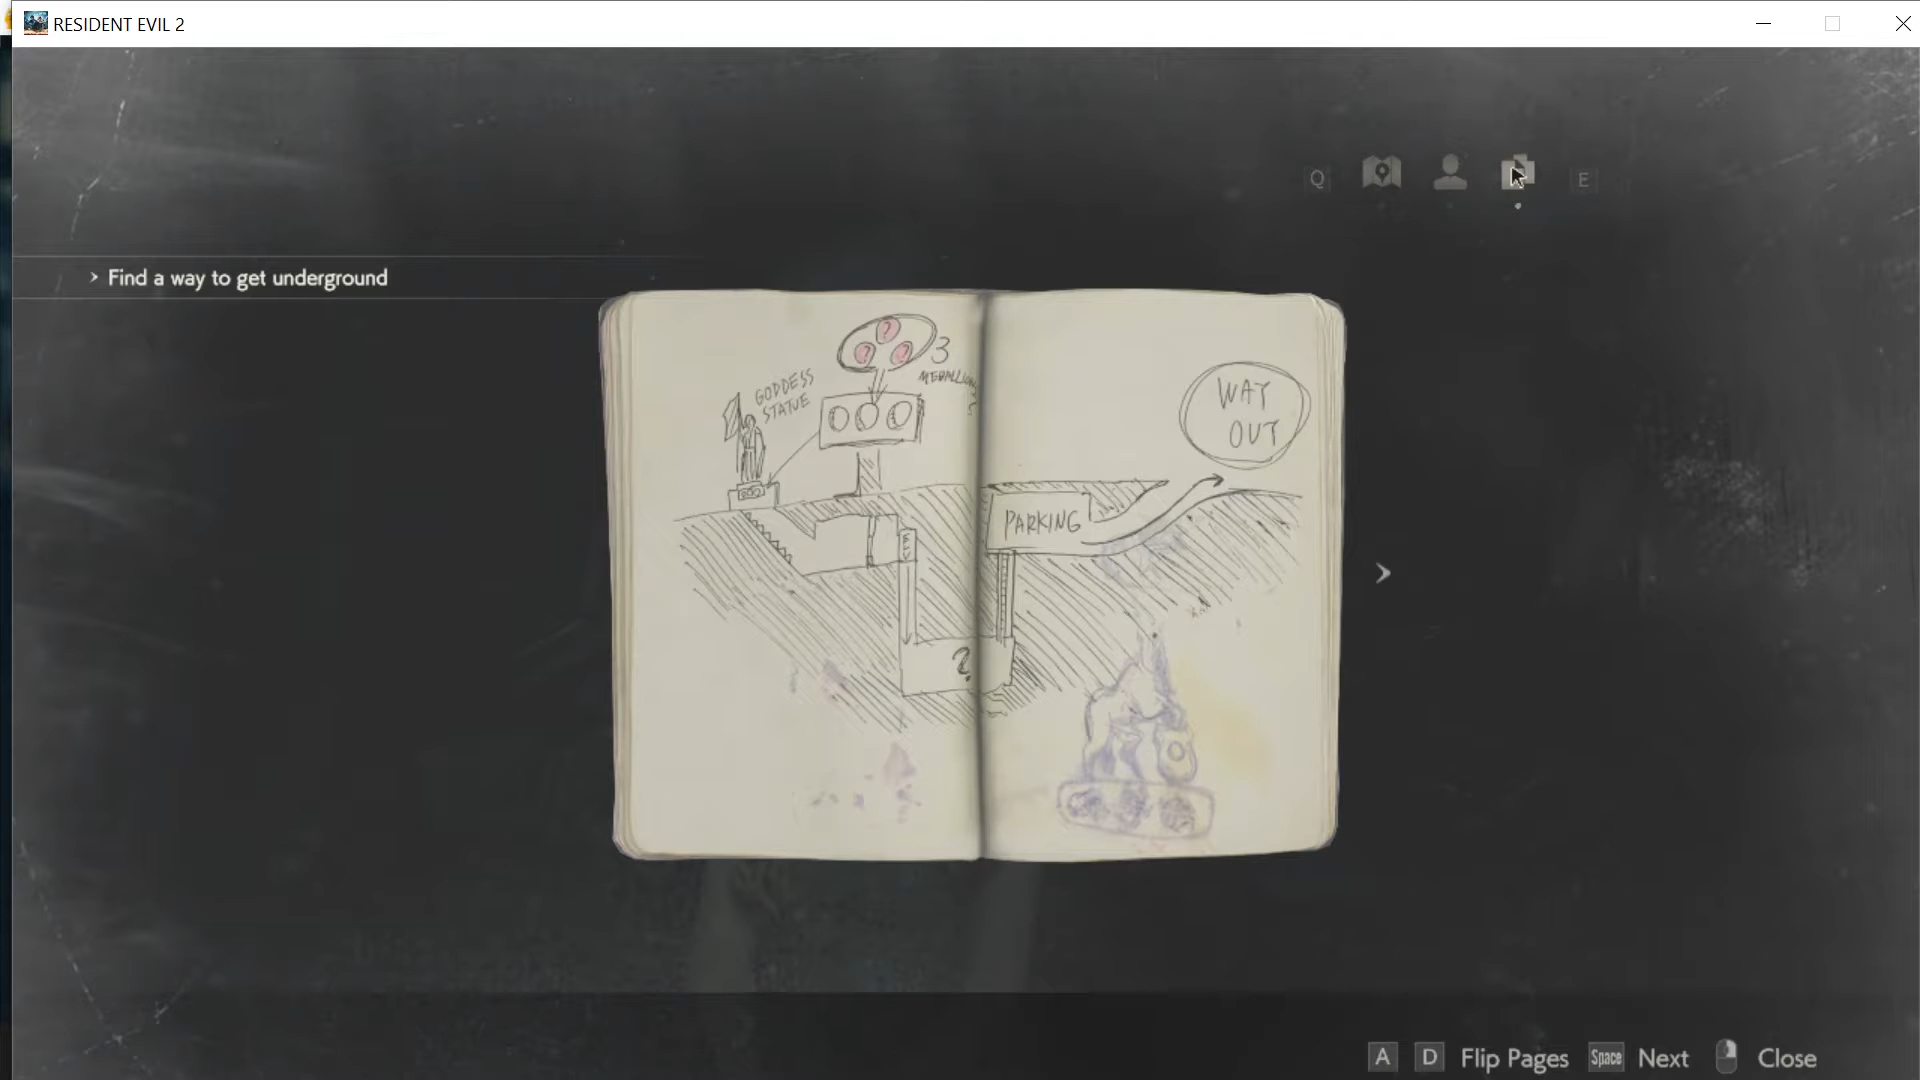 RESIDENT EVIL 2
Q
E
> Find a way to get underground
? ? ?
3
MEDALLIONS
GODDESS
STATUE
WAY
OUT
PARKING
ELV
?
A D Flip Pages Space Next Close